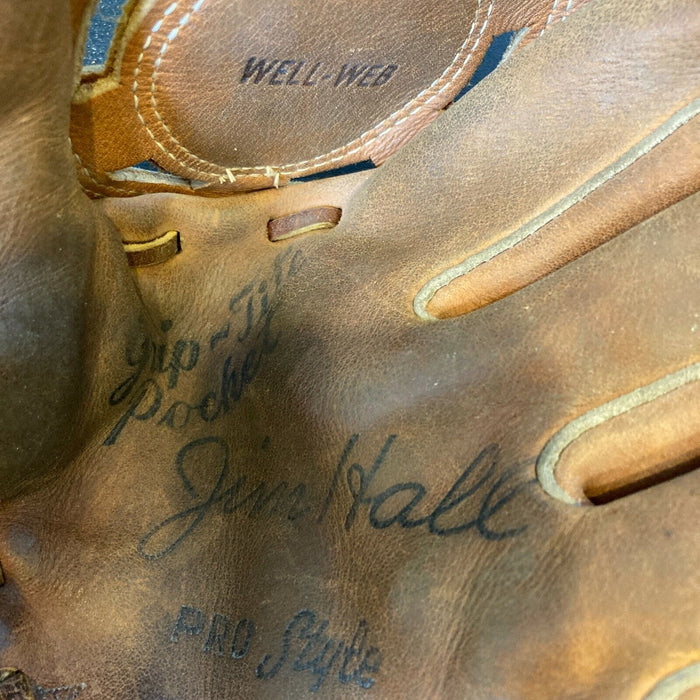 WELL-WEB
Grip-Tite
Pocket
Jim Hall
PRO Style